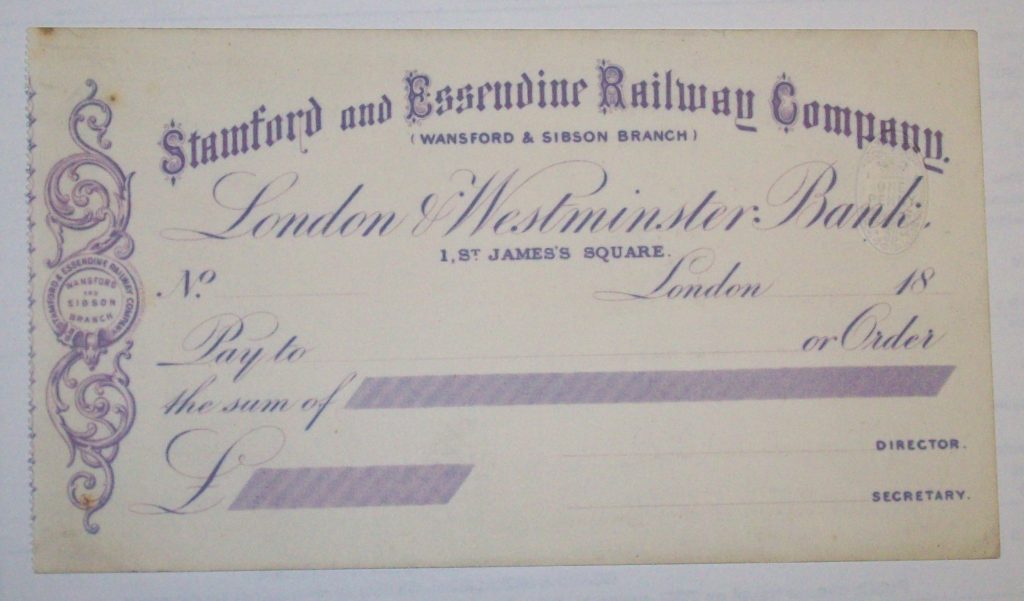 Stamford and Essendine Railway Company.
(WANSFORD & SIBSON BRANCH)
London & Westminster Bank.
1, ST JAMES'S SQUARE.
No. London 18
Pay to or Order
the sum of
£
DIRECTOR.
SECRETARY.
STAMFORD & ESSENDINE RAILWAY COMPANY
WANSFORD
AND
SIBSON
BRANCH